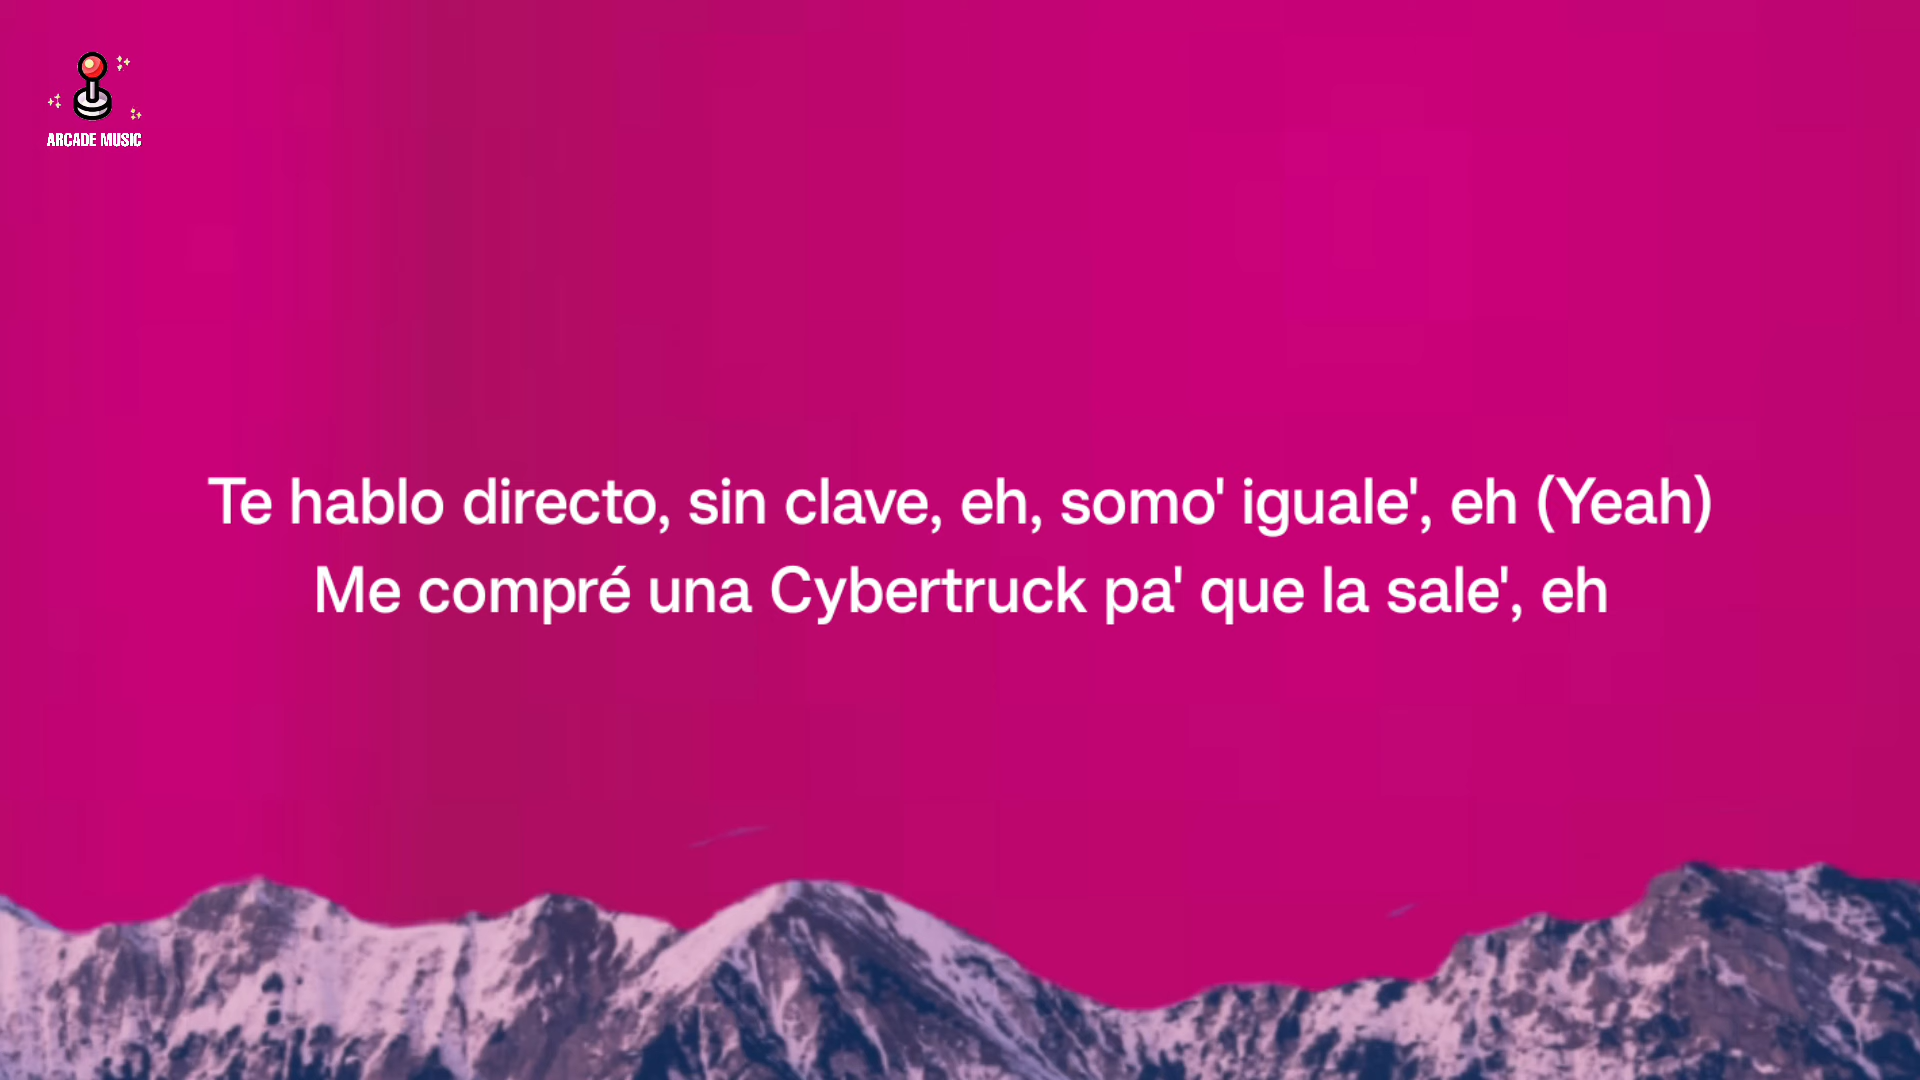 ARCADE MUSIC
Te hablo directo, sin clave, eh, somo' iguale', eh (Yeah)
Me compré una Cybertruck pa' que la sale', eh